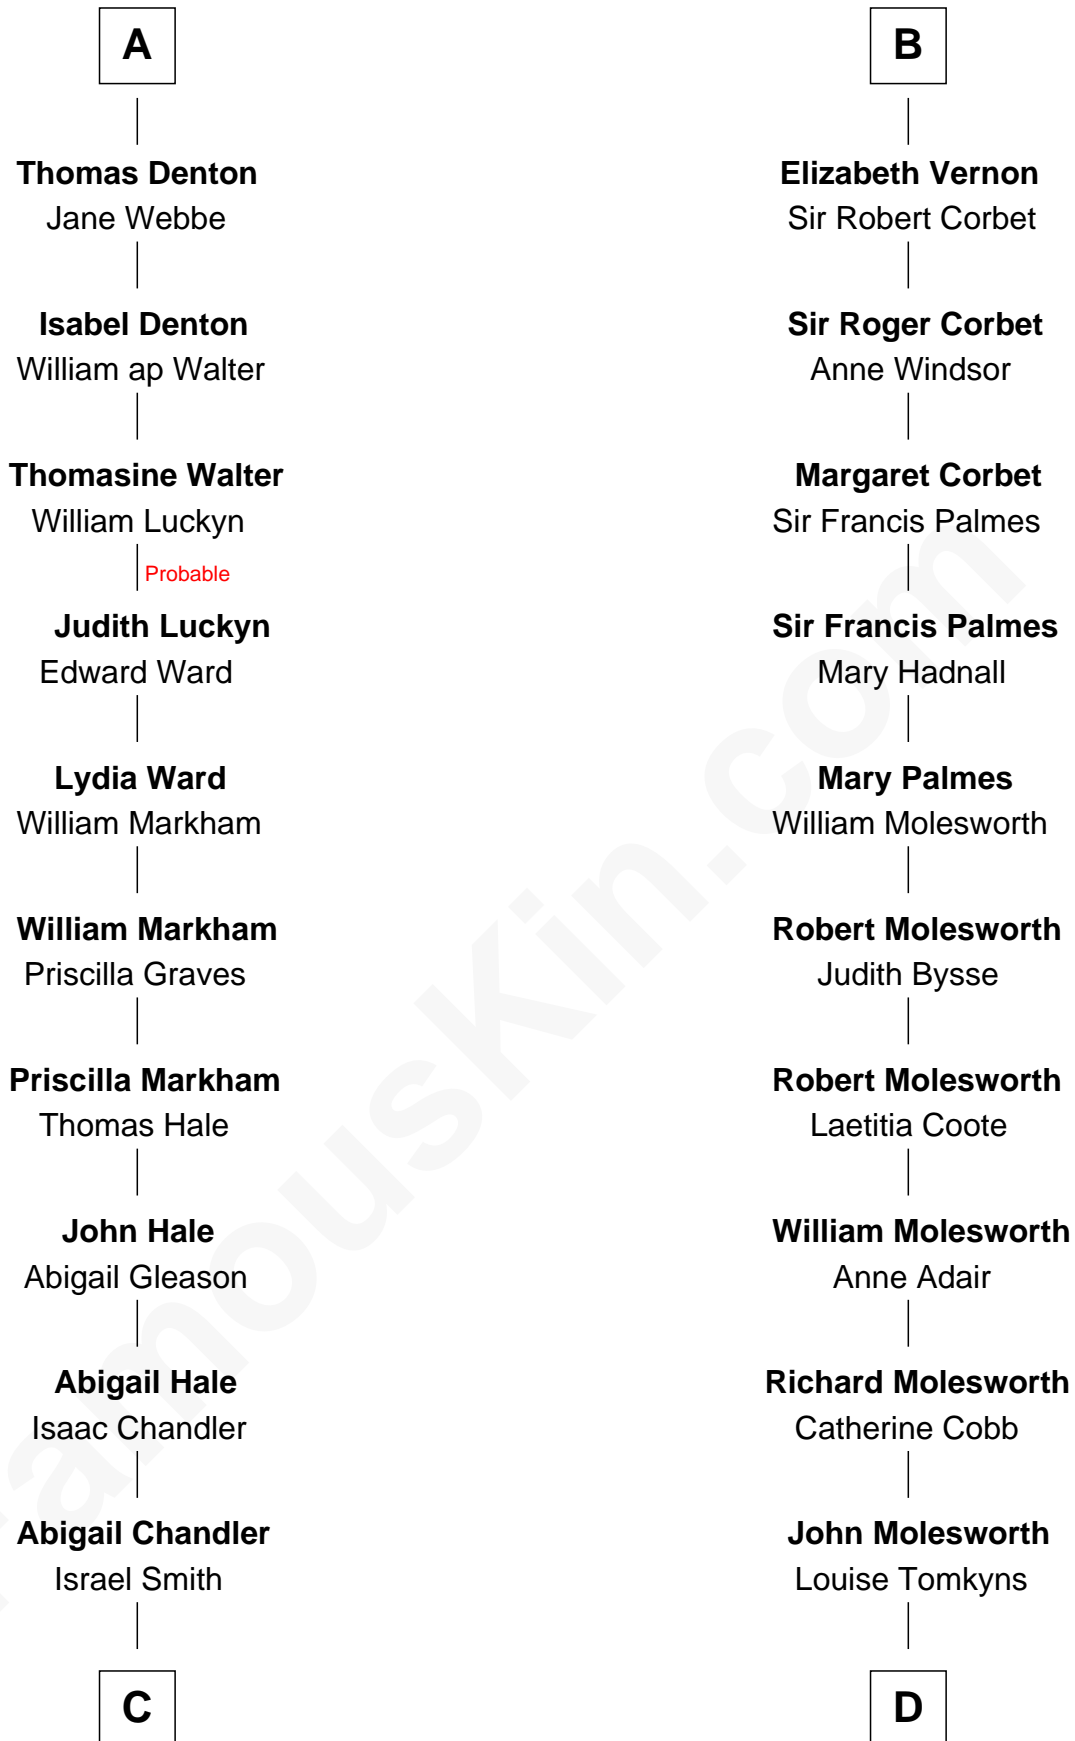 A
Thomas Denton
Jane Webbe
Isabel Denton
William ap Walter
Thomasine Walter
William Luckyn
Probable
Judith Luckyn
Edward Ward
Lydia Ward
William Markham
William Markham
Priscilla Graves
Priscilla Markham
Thomas Hale
John Hale
Abigail Gleason
Abigail Hale
Isaac Chandler
Abigail Chandler
Israel Smith
C
B
Elizabeth Vernon
Sir Robert Corbet
Sir Roger Corbet
Anne Windsor
Margaret Corbet
Sir Francis Palmes
Sir Francis Palmes
Mary Hadnall
Mary Palmes
William Molesworth
Robert Molesworth
Judith Bysse
Robert Molesworth
Laetitia Coote
William Molesworth
Anne Adair
Richard Molesworth
Catherine Cobb
John Molesworth
Louise Tomkyns
D
FamousKin.com